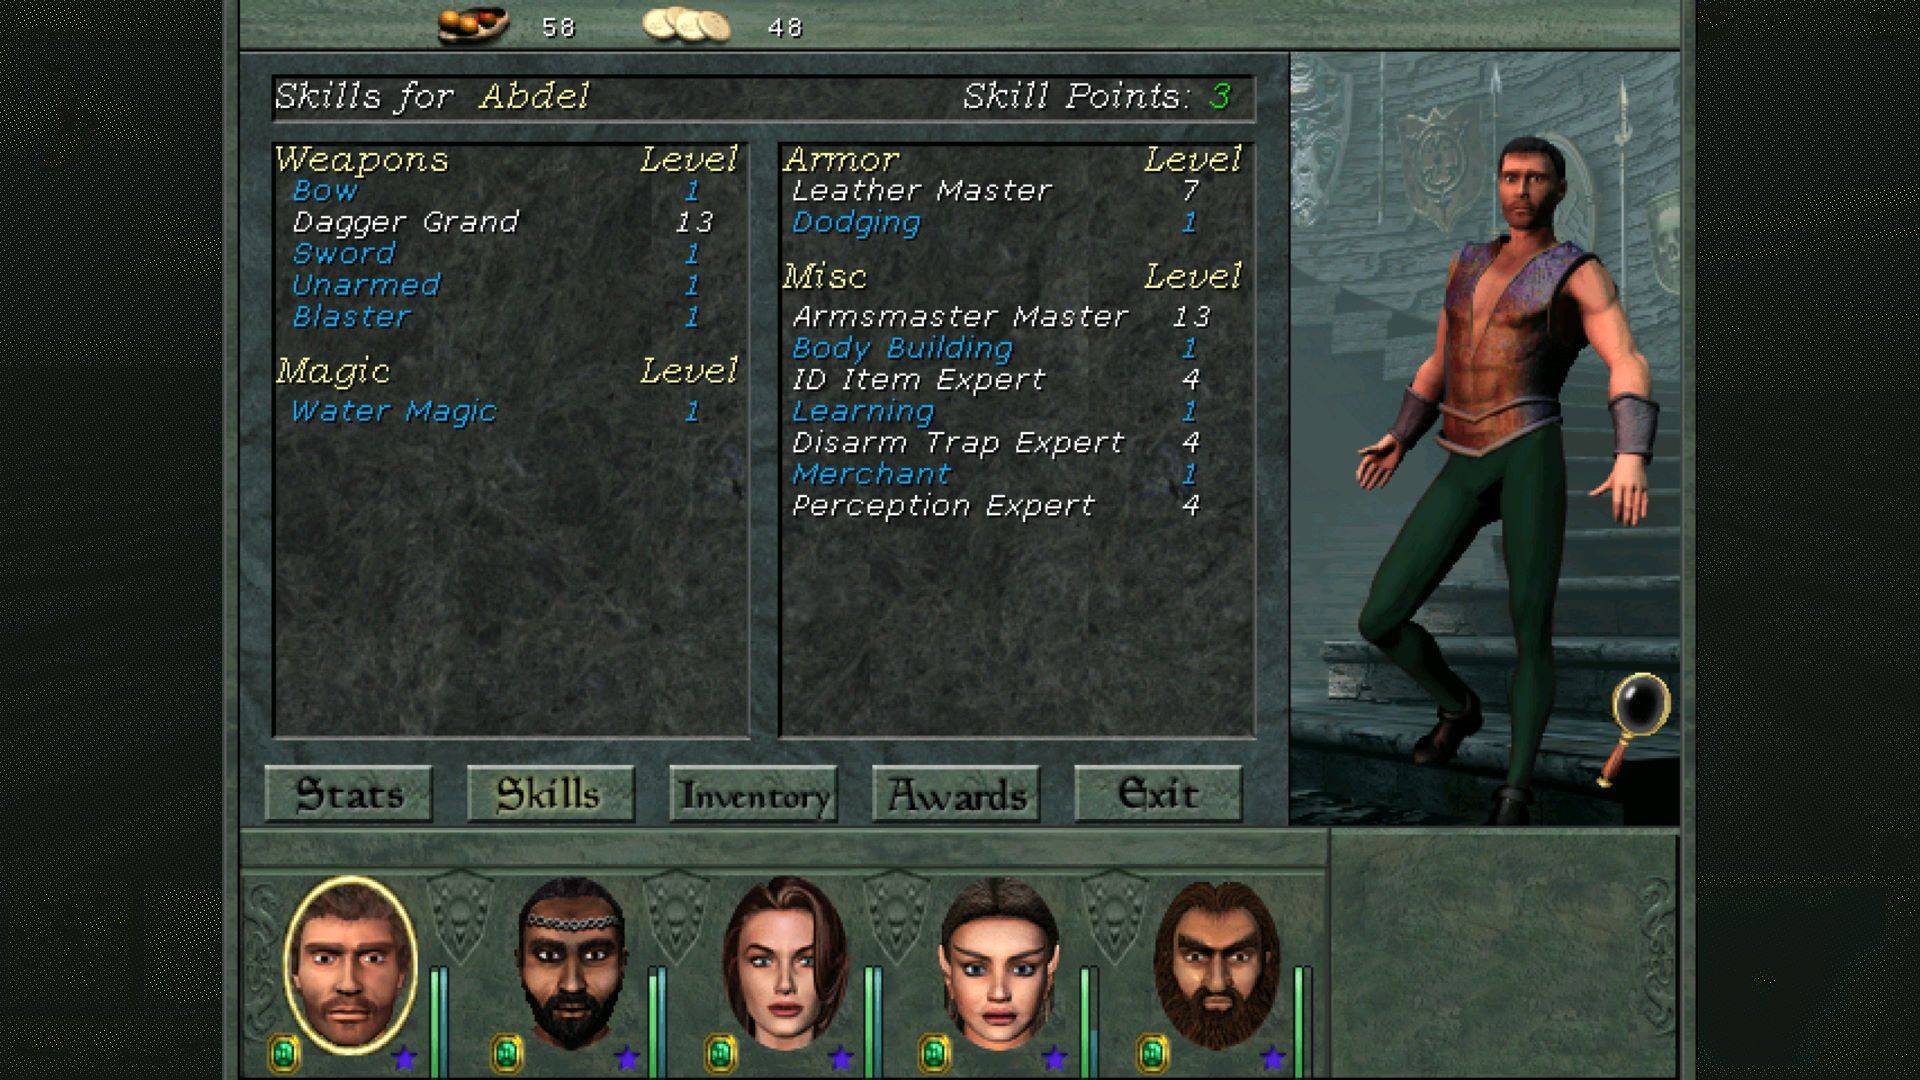 58 48
Skills for Abdel Skill Points: 3
Weapons Level
Bow 1
Dagger Grand 13
Sword 1
Unarmed 1
Blaster 1
Magic Level
Water Magic 1
Armor Level
Leather Master 7
Dodging 1
Misc Level
Armsmaster Master 13
Body Building 1
ID Item Expert 4
Learning 1
Disarm Trap Expert 4
Merchant 1
Perception Expert 4
Stats Skills Inventory Awards Exit